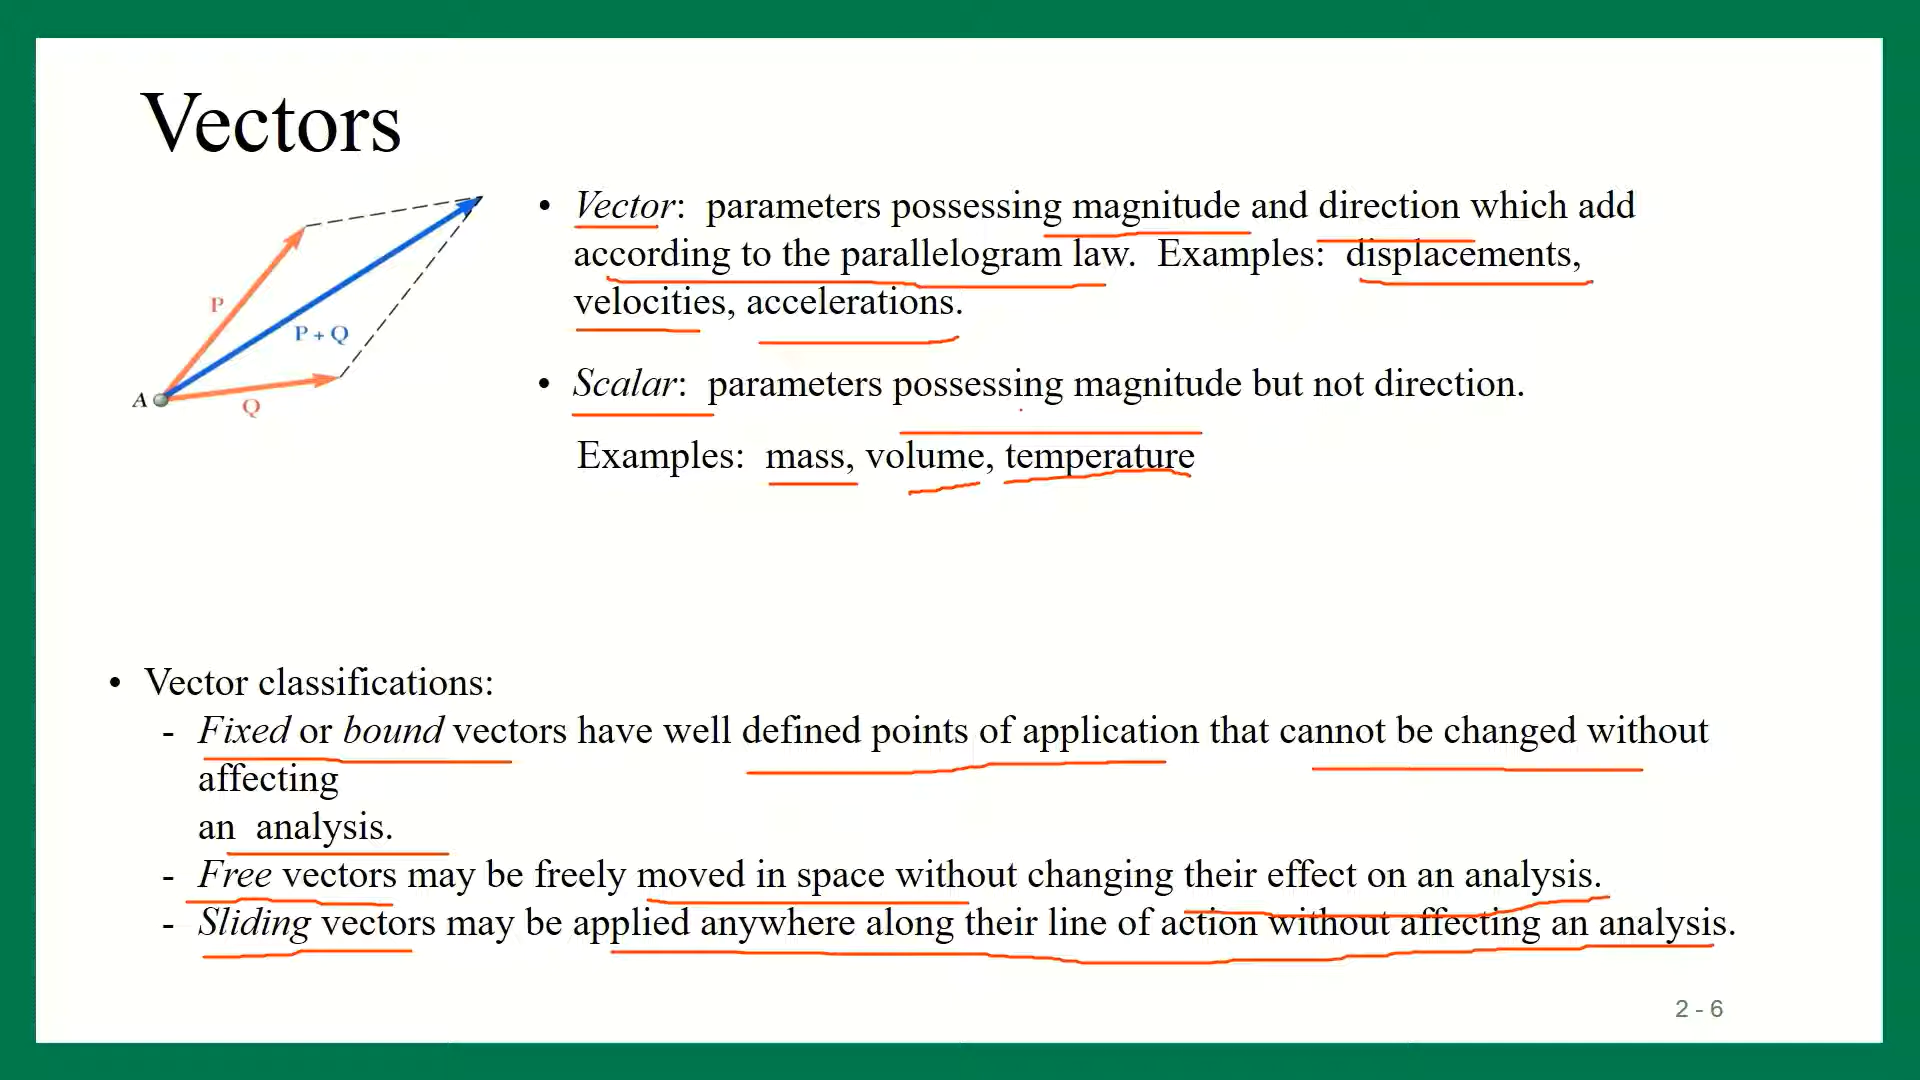 Vectors
P
P + Q
A
Q
• Vector: parameters possessing magnitude and direction which add
according to the parallelogram law. Examples: displacements,
velocities, accelerations.
• Scalar: parameters possessing magnitude but not direction.
Examples: mass, volume, temperature
• Vector classifications:
- Fixed or bound vectors have well defined points of application that cannot be changed without
affecting
an analysis.
- Free vectors may be freely moved in space without changing their effect on an analysis.
- Sliding vectors may be applied anywhere along their line of action without affecting an analysis.
2 - 6